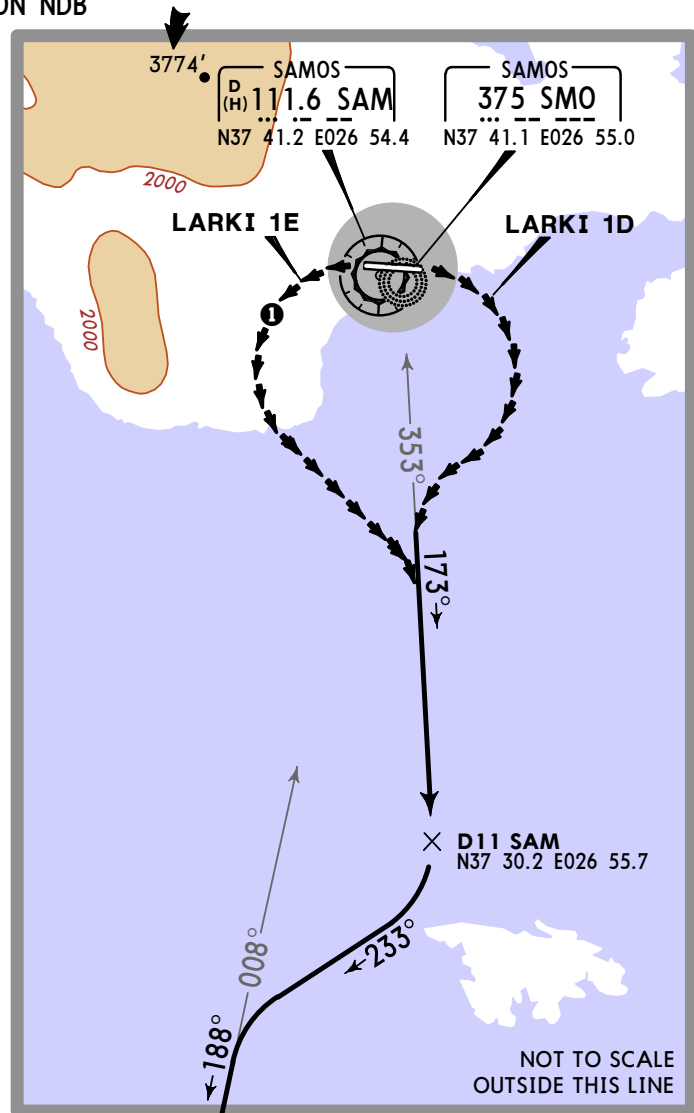 ON NDB
3774'
SAMOS
D
(H) 111.6 SAM
N37 41.2 E026 54.4
SAMOS
375 SMO
N37 41.1 E026 55.0
2000
LARKI 1E
LARKI 1D
1
2000
353°
173°
D11 SAM
N37 30.2 E026 55.7
233°
008°
188°
NOT TO SCALE
OUTSIDE THIS LINE